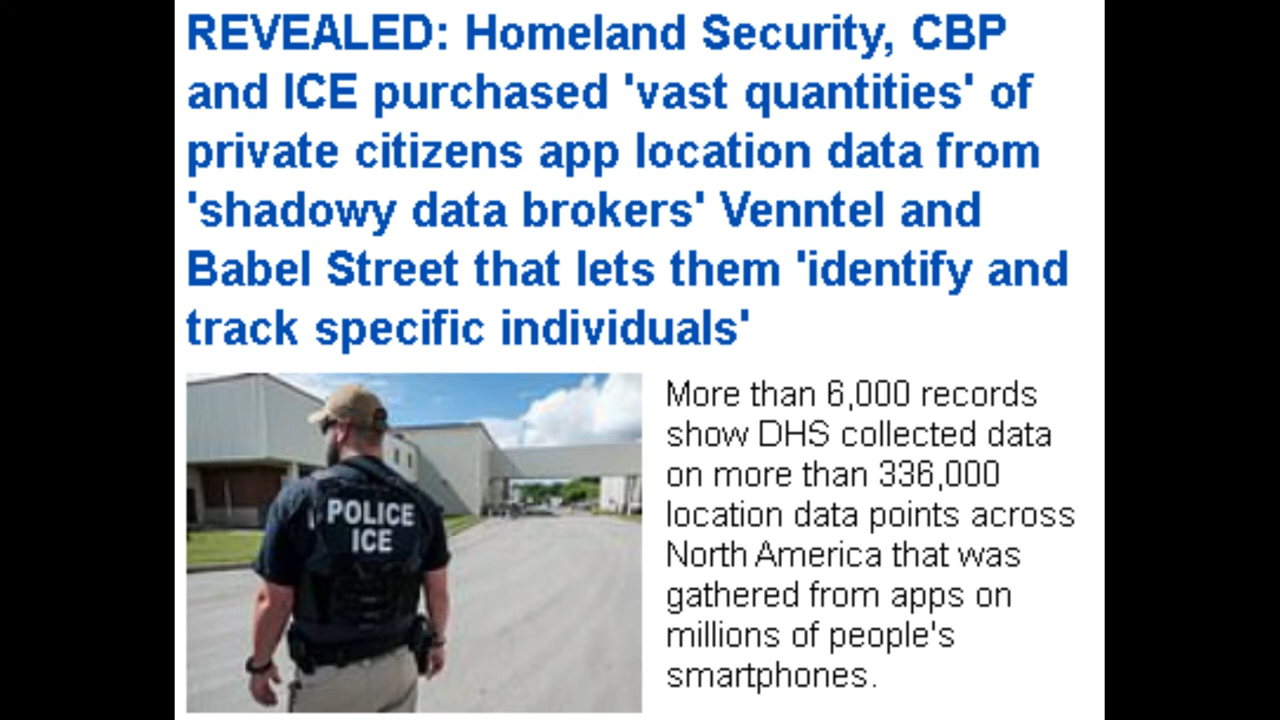 REVEALED: Homeland Security, CBP
and ICE purchased 'vast quantities' of
private citizens app location data from
'shadowy data brokers' Venntel and
Babel Street that lets them 'identify and
track specific individuals'
POLICE
ICE
More than 6,000 records
show DHS collected data
on more than 336,000
location data points across
North America that was
gathered from apps on
millions of people's
smartphones.